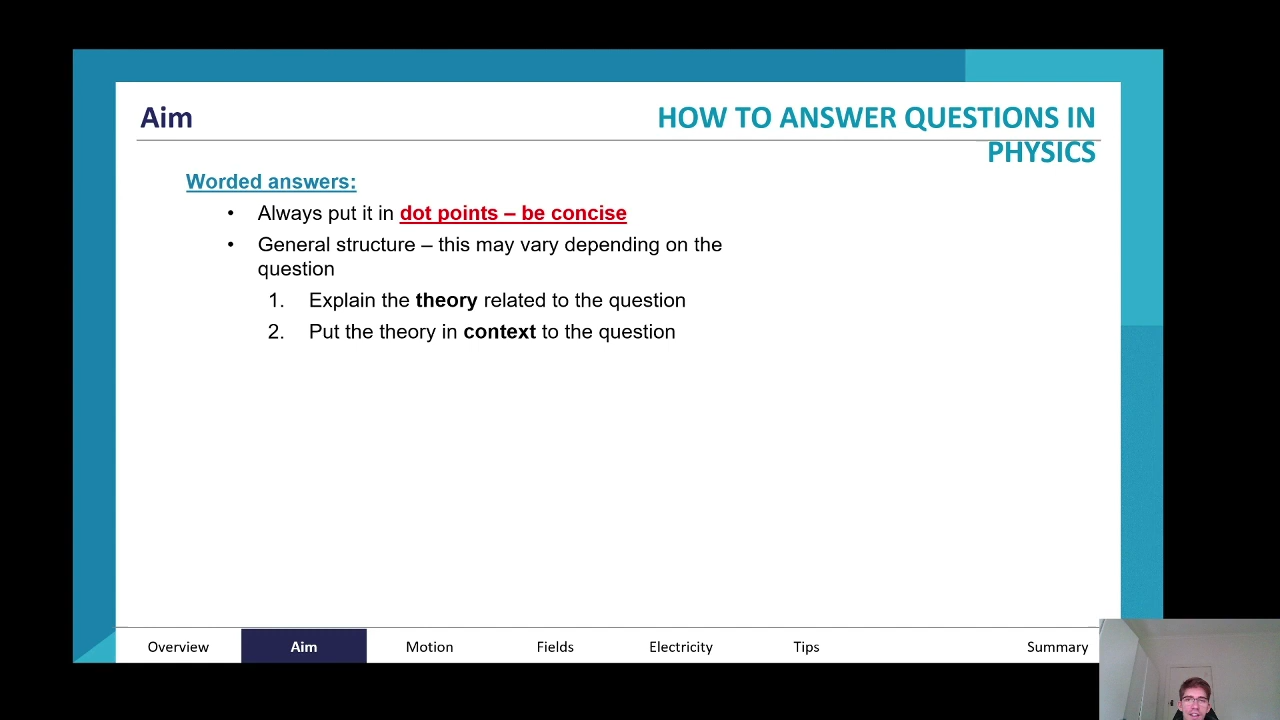 Aim
HOW TO ANSWER QUESTIONS IN
PHYSICS
Worded answers:
• Always put it in dot points – be concise
• General structure – this may vary depending on the
question
1. Explain the theory related to the question
2. Put the theory in context to the question
Overview Aim Motion Fields Electricity Tips Summary